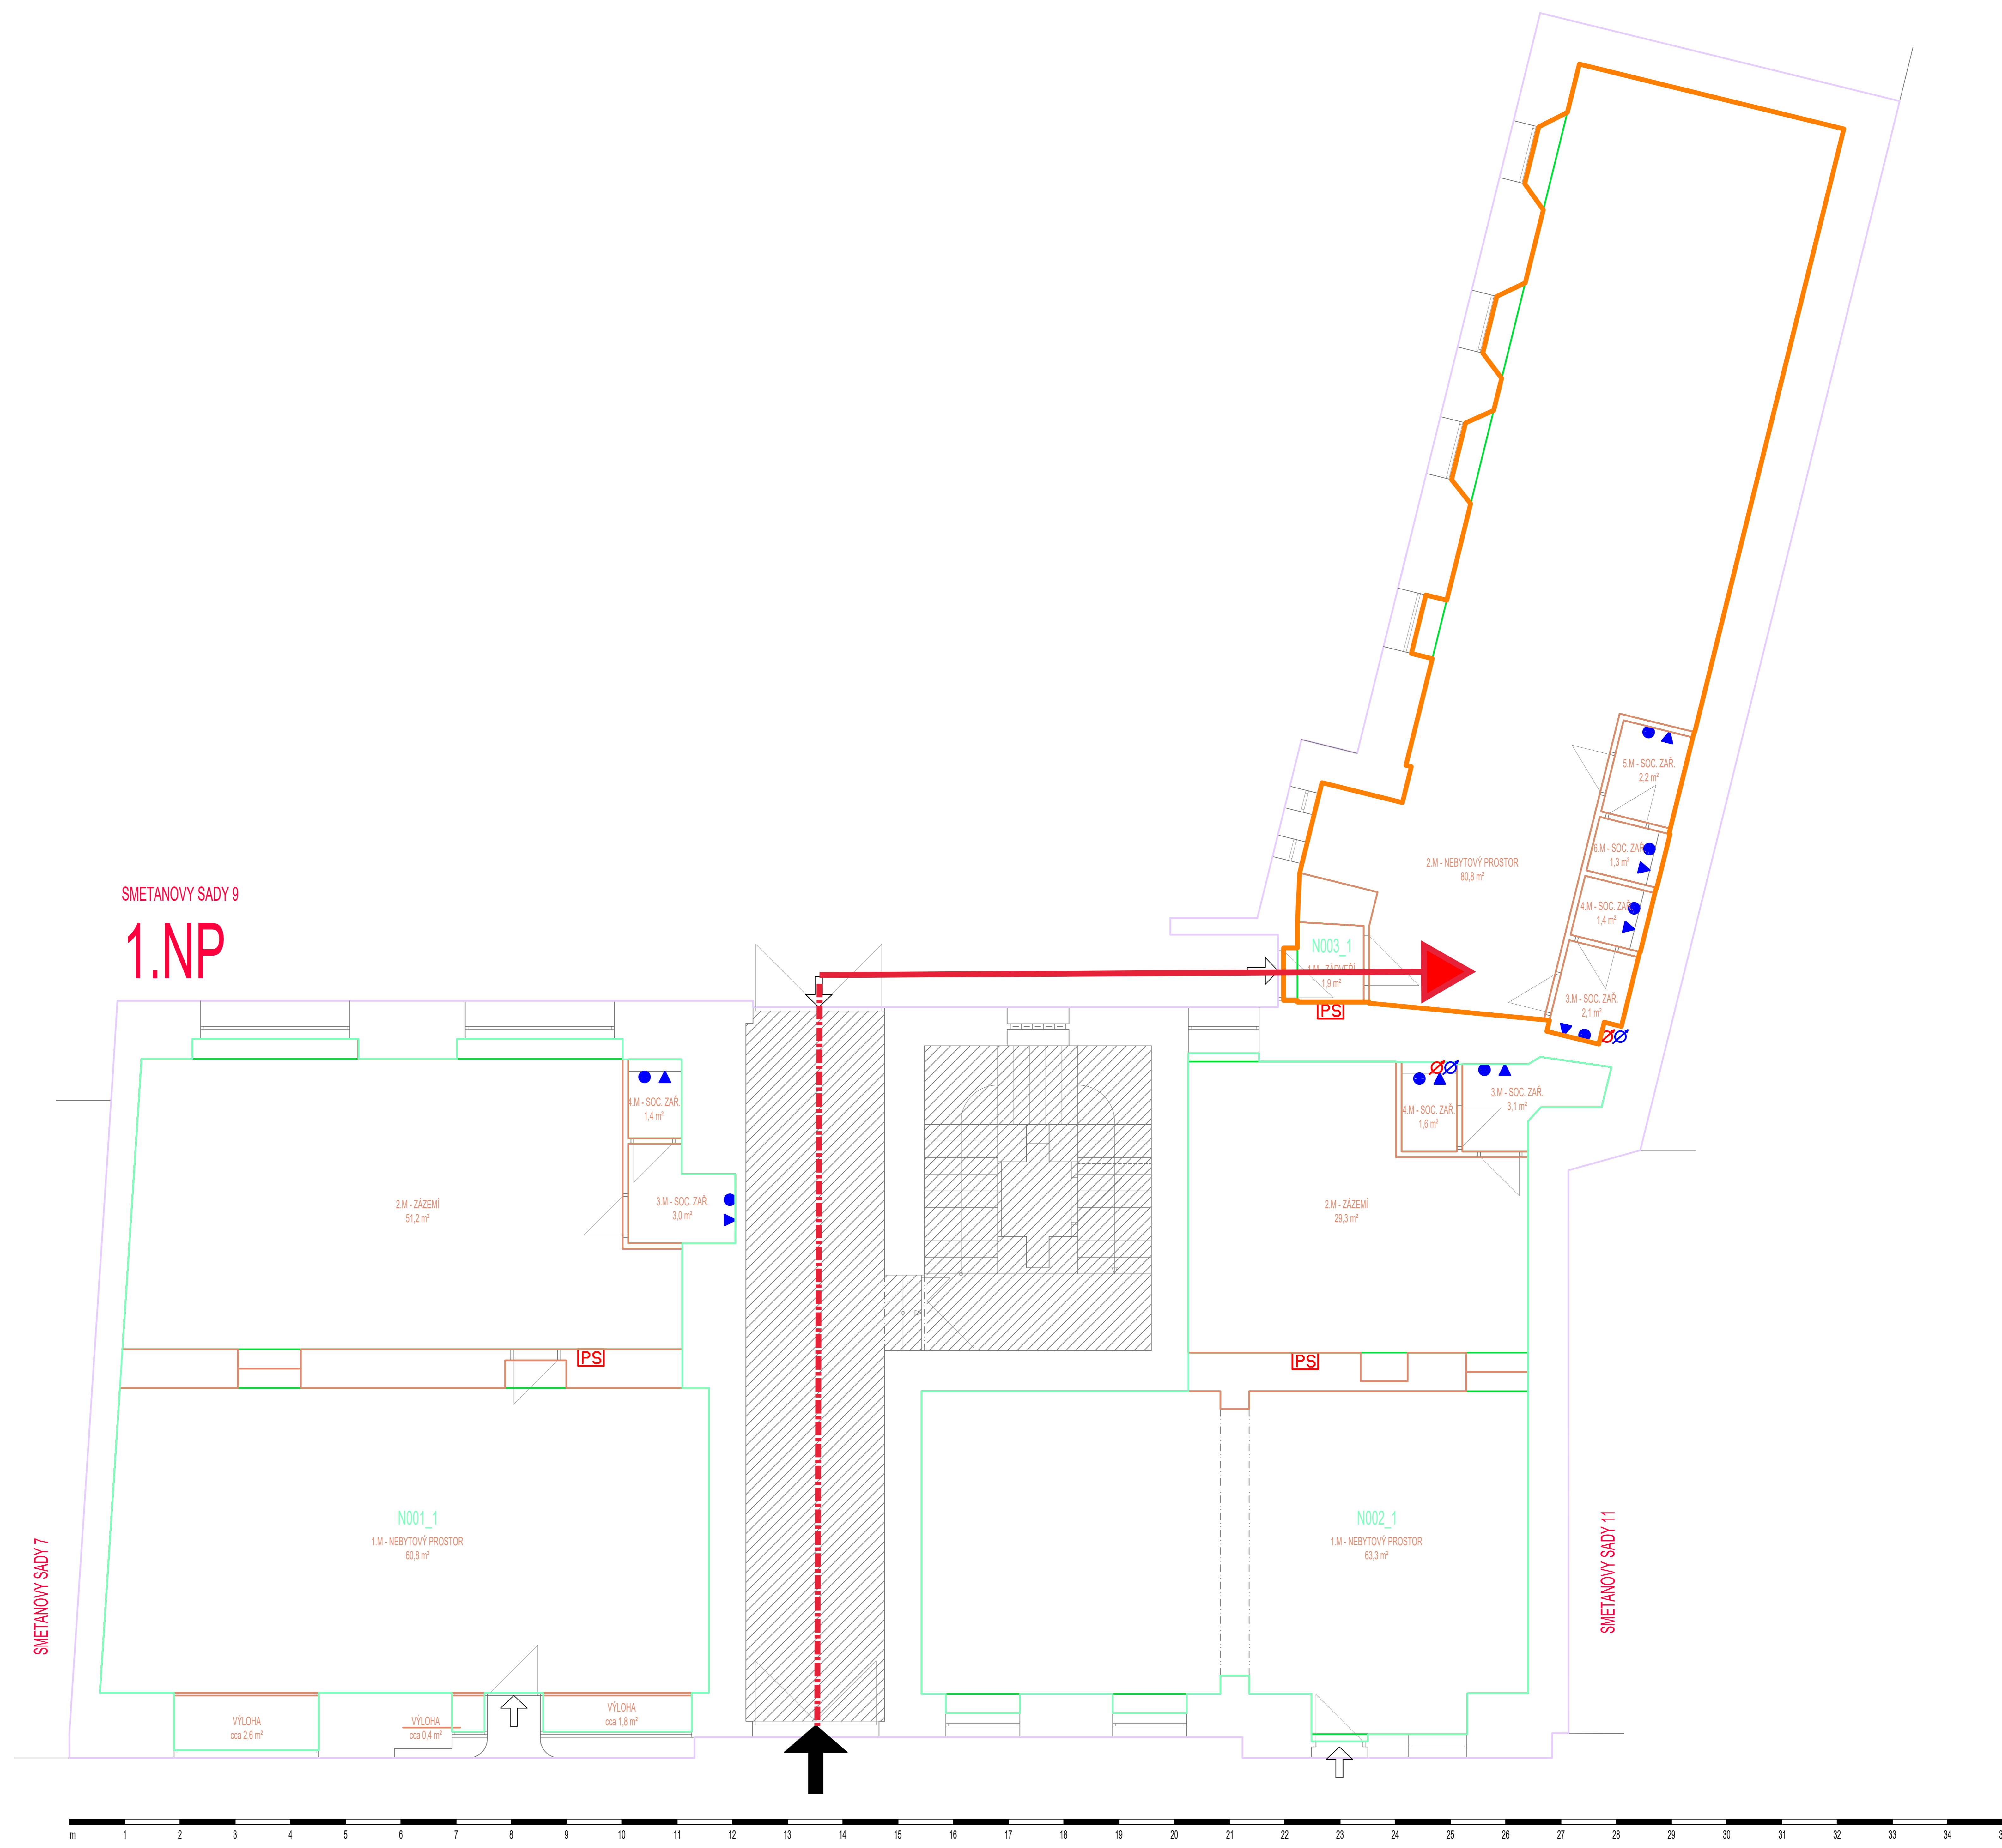 5.M - SOC. ZAŘ.
2,2 m²
6.M - SOC. ZAŘ.
1,3 m²
2.M - NEBYTOVÝ PROSTOR
80,8 m²
4.M - SOC. ZAŘ.
1,4 m²
SMETANOVY SADY 9
1.NP
N003_1
1.M - ZÁDVEŘÍ
1,9 m²
PS
3.M - SOC. ZAŘ.
2,1 m²
4.M - SOC. ZAŘ.
1,4 m²
3.M - SOC. ZAŘ.
3,1 m²
4.M - SOC. ZAŘ.
1,6 m²
2.M - ZÁZEMÍ
51,2 m²
3.M - SOC. ZAŘ.
3,0 m²
2.M - ZÁZEMÍ
29,3 m²
PS
PS
N001_1
1.M - NEBYTOVÝ PROSTOR
60,8 m²
N002_1
1.M - NEBYTOVÝ PROSTOR
63,3 m²
SMETANOVY SADY 7
SMETANOVY SADY 11
VÝLOHA
cca 2,6 m²
VÝLOHA
cca 0,4 m²
VÝLOHA
cca 1,8 m²
m 1 2 3 4 5 6 7 8 9 10 11 12 13 14 15 16 17 18 19 20 21 22 23 24 25 26 27 28 29 30 31 32 33 34